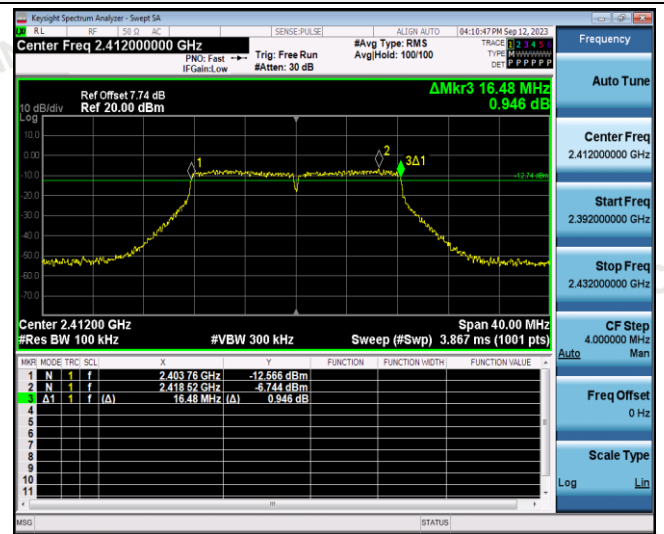 Keysight Spectrum Analyzer - Swept SA
RL RF 50 Ω AC SENSE:PULSE ALIGN AUTO 04:10:47 PM Sep 12, 2023
Center Freq 2.412000000 GHz #Avg Type: RMS TRACE 1 2 3 4 5 6
PNO: Fast Trig: Free Run Avg|Hold: 100/100 TYPE M W W W W W
IFGain:Low #Atten: 30 dB DET P P P P P P
Frequency
Auto Tune
ΔMkr3 16.48 MHz
0.946 dB
Ref Offset 7.74 dB
10 dB/div Ref 20.00 dBm
Log
10.0
0.00
-10.0
-20.0
-30.0
-40.0
-50.0
-60.0
-70.0
1
2
3Δ1
-12.74 dBm
Center 2.41200 GHz Span 40.00 MHz
#Res BW 100 kHz #VBW 300 kHz Sweep (#Swp) 3.867 ms (1001 pts)
MKR MODE TRC SCL X Y FUNCTION FUNCTION WIDTH FUNCTION VALUE
1 N 1 f 2.403 76 GHz -12.566 dBm
2 N 1 f 2.418 52 GHz -6.744 dBm
3 Δ1 1 f (Δ) 16.48 MHz (Δ) 0.946 dB
4
5
6
7
8
9
10
11
Center Freq
2.412000000 GHz
Start Freq
2.392000000 GHz
Stop Freq
2.432000000 GHz
CF Step
4.000000 MHz
Auto Man
Freq Offset
0 Hz
Scale Type
Log Lin
MSG STATUS